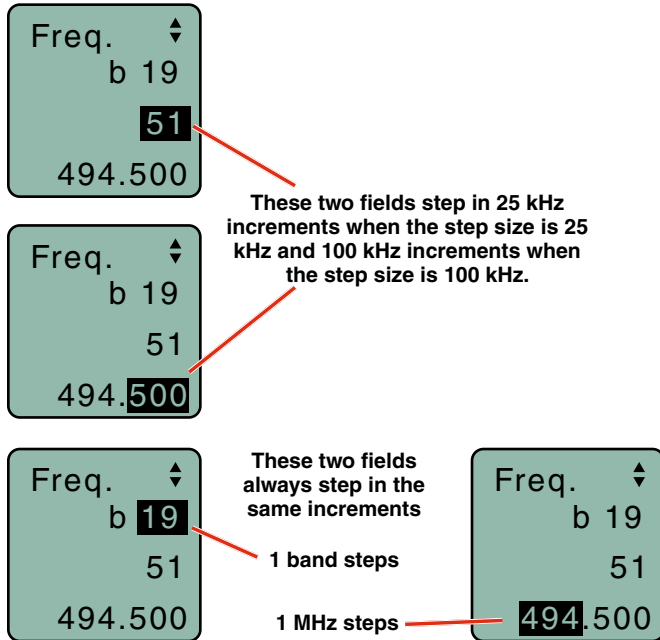 Freq.
b 19
51
494.500
These two fields step in 25 kHz
increments when the step size is 25
kHz and 100 kHz increments when
the step size is 100 kHz.
Freq.
b 19
51
494.500
Freq.
b 19
51
494.500
These two fields
always step in the
same increments
1 band steps
1 MHz steps
Freq.
b 19
51
494.500